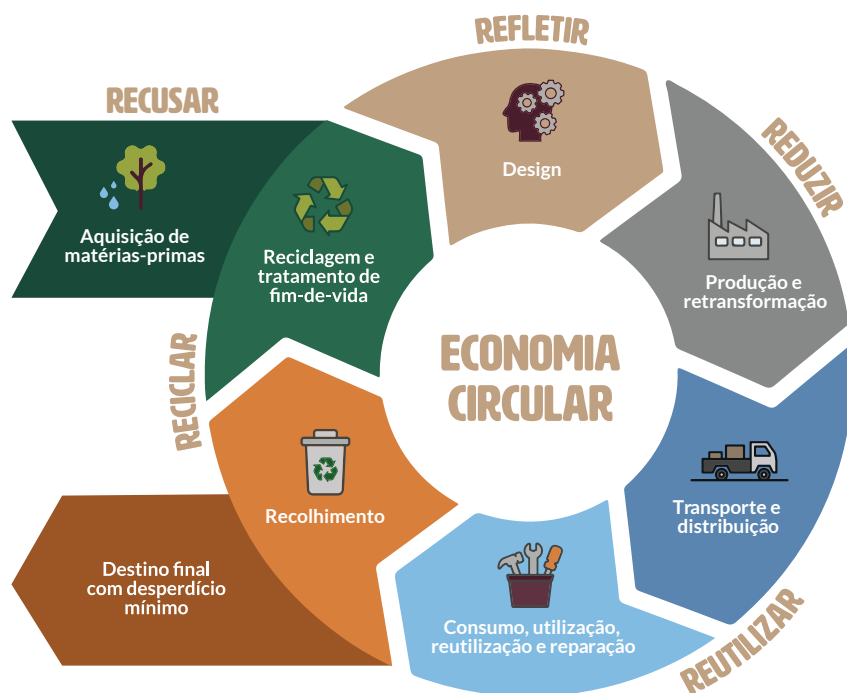 REFLETIR
RECUSAR
REDUZIR
Design
Aquisição de
matérias-primas
Reciclagem e
tratamento de
fim-de-vida
Produção e
retransformação
ECONOMIA
CIRCULAR
RECICLAR
Recolhimento
Transporte e
distribuição
Destino final
com desperdício
mínimo
Consumo, utilização,
reutilização e reparação
REUTILIZAR